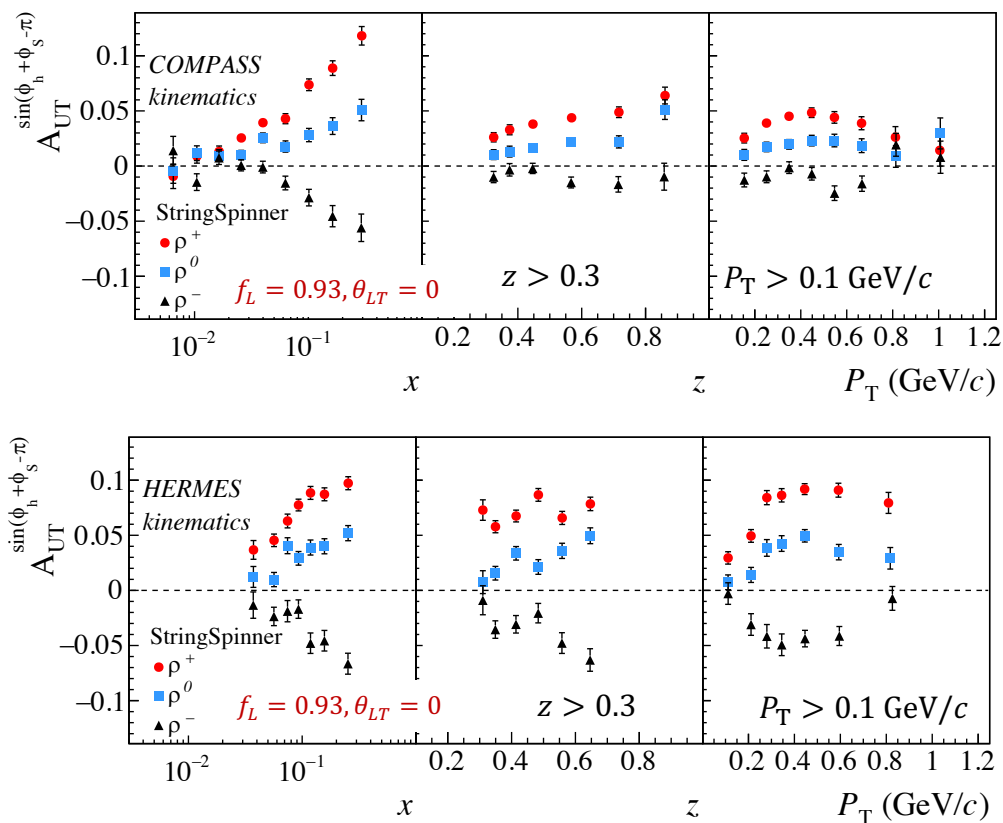 A_UT^sin(ϕ_h +ϕ_S -π)
0.1
0.05
0
−0.05
−0.1
COMPASS
kinematics
StringSpinner
ρ^+
ρ^0
ρ^−
f_L = 0.93, θ_LT = 0
z > 0.3
P_T > 0.1 GeV/c
10^−2 10^−1
0.2 0.4 0.6 0.8
0.2 0.4 0.6 0.8 1 1.2
x
z
P_T (GeV/c)
A_UT^sin(ϕ_h +ϕ_S -π)
0.1
0.05
0
−0.05
−0.1
HERMES
kinematics
StringSpinner
ρ^+
ρ^0
ρ^−
f_L = 0.93, θ_LT = 0
z > 0.3
P_T > 0.1 GeV/c
10^−2 10^−1
0.2 0.4 0.6 0.8
0.2 0.4 0.6 0.8 1 1.2
x
z
P_T (GeV/c)